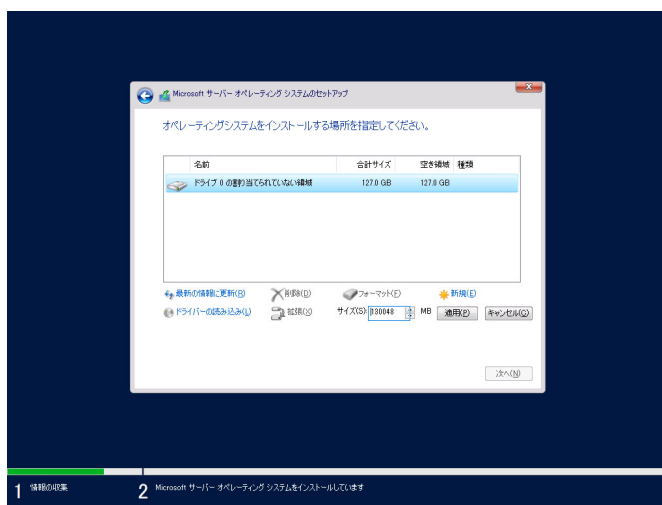 Microsoft サーバー オペレーティング システムのセットアップ
オペレーティングシステムをインストールする場所を指定してください。
名前 合計サイズ 空き領域 種類
ドライブ 0 の割り当てられていない領域 127.0 GB 127.0 GB
最新の情報に更新(R) 削除(D) フォーマット(F) 新規(E)
ドライバーの読み込み(L) 拡張(X) サイズ(S): 130048 MB 適用(P) キャンセル(C)
次へ(N)
1 情報の収集 2 Microsoft サーバー オペレーティング システムをインストールしています